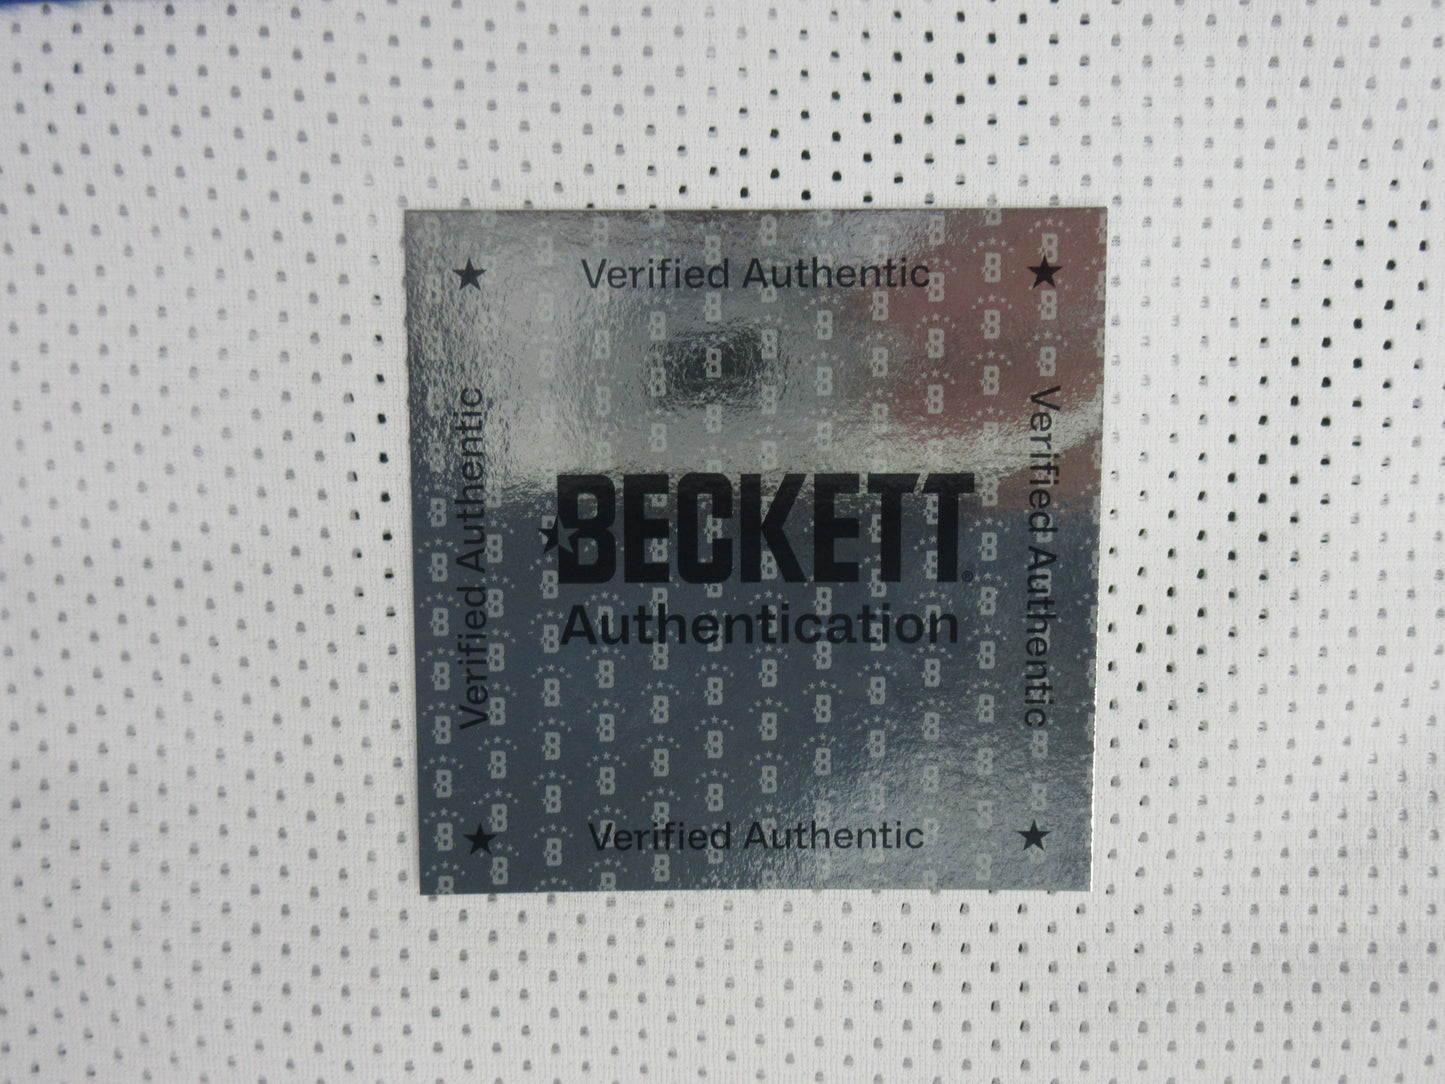 ★ Verified Authentic ★
Verified Authentic
BECKETT®
Authentication
Verified Authentic
★ Verified Authentic ★